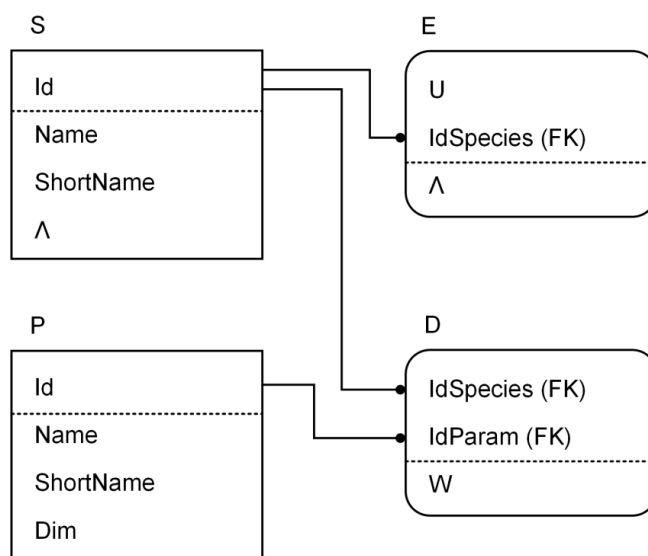 S
Id
Name
ShortName
Λ
E
U
IdSpecies (FK)
Λ
P
Id
Name
ShortName
Dim
D
IdSpecies (FK)
IdParam (FK)
W